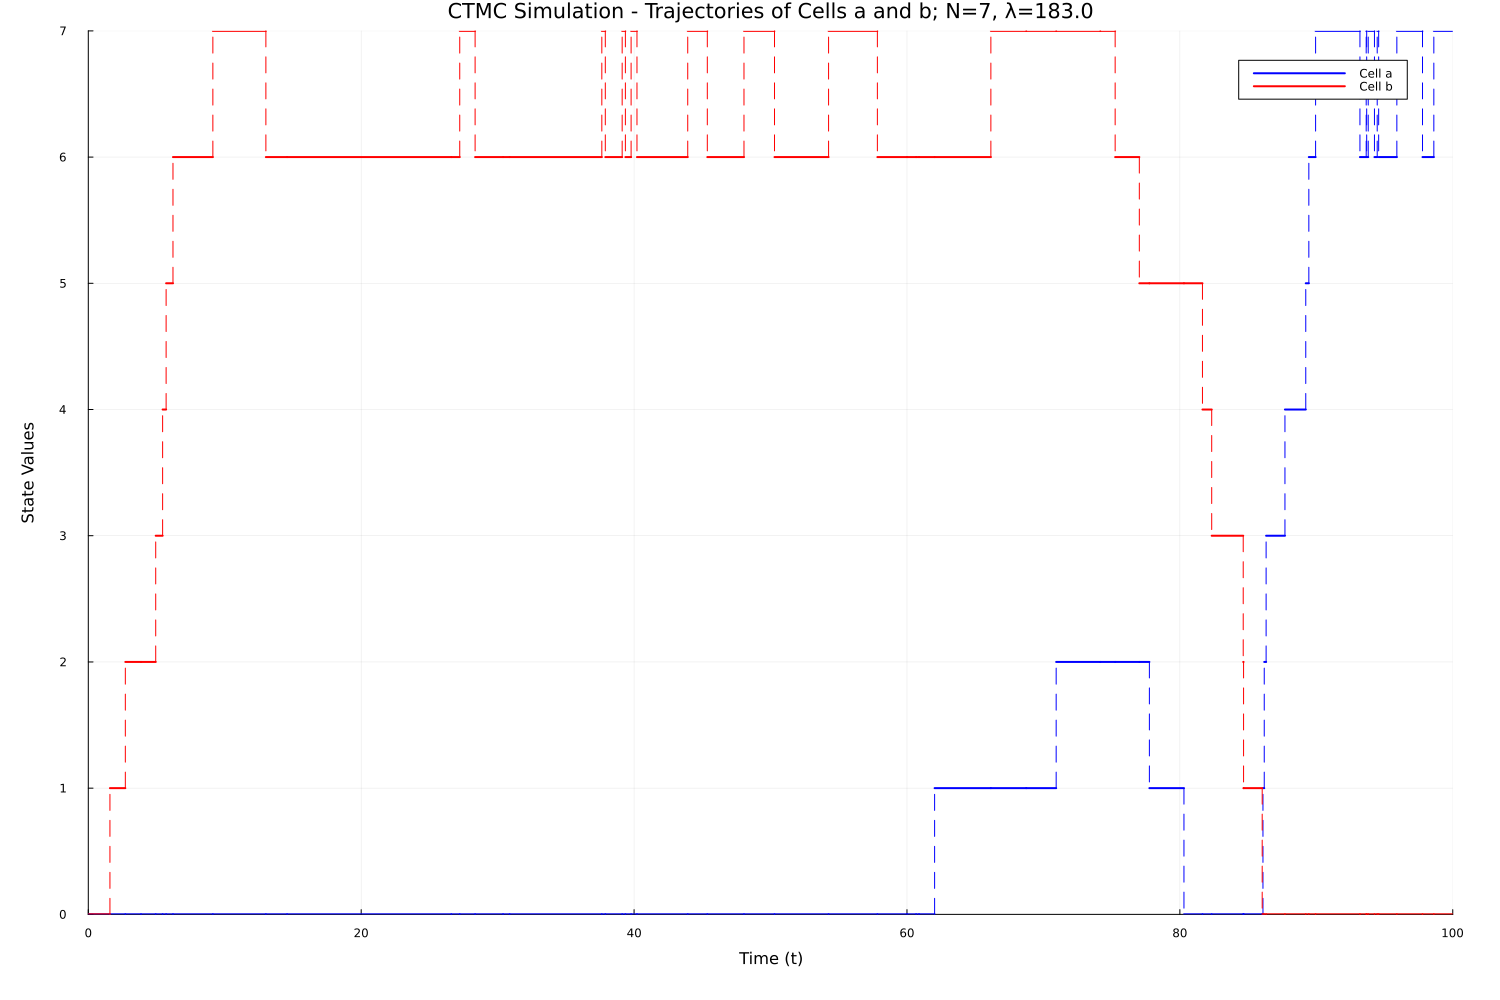 CTMC Simulation - Trajectories of Cells a and b; N=7, λ=183.0
7
Cell a
Cell b
6
5
4
State Values
3
2
1
0
0 20 40 60 80 100
Time (t)